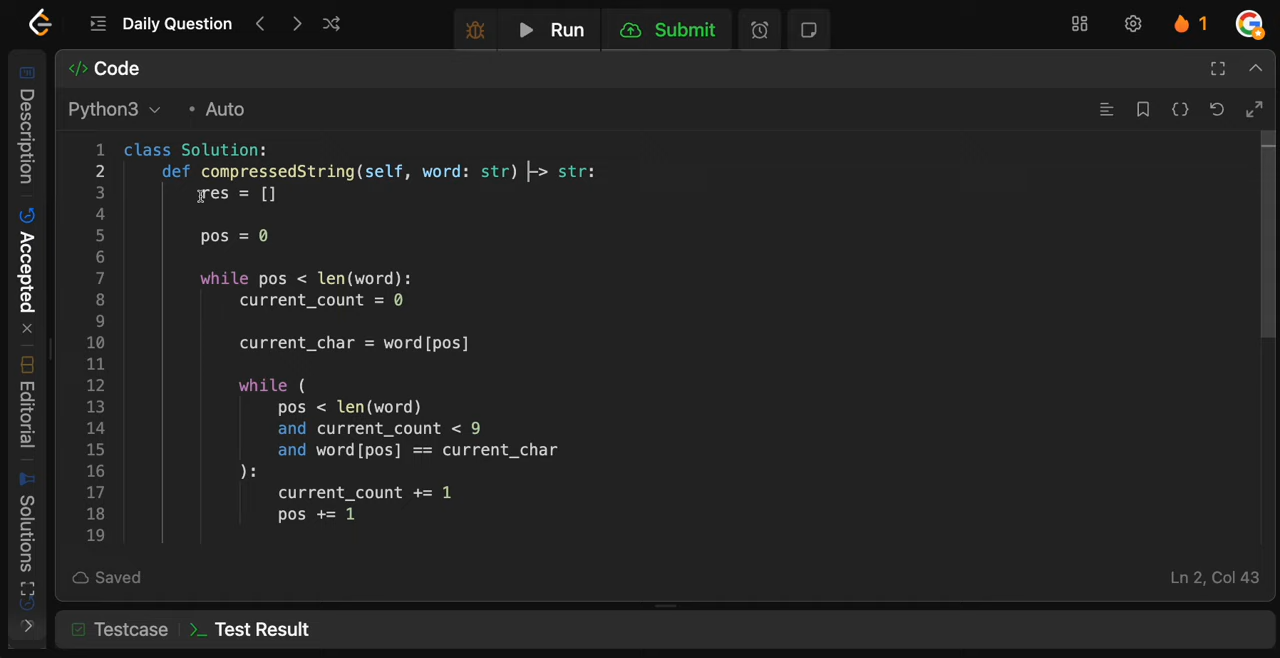 Daily Question
Run
Submit
1
Description
Accepted
Editorial
Solutions
</> Code
Python3
• Auto
1 class Solution:
2     def compressedString(self, word: str) -> str:
3         res = []
4
5         pos = 0
6
7         while pos < len(word):
8             current_count = 0
9
10             current_char = word[pos]
11
12             while (
13                 pos < len(word)
14                 and current_count < 9
15                 and word[pos] == current_char
16             ):
17                 current_count += 1
18                 pos += 1
19
Saved
Ln 2, Col 43
Testcase
>_ Test Result